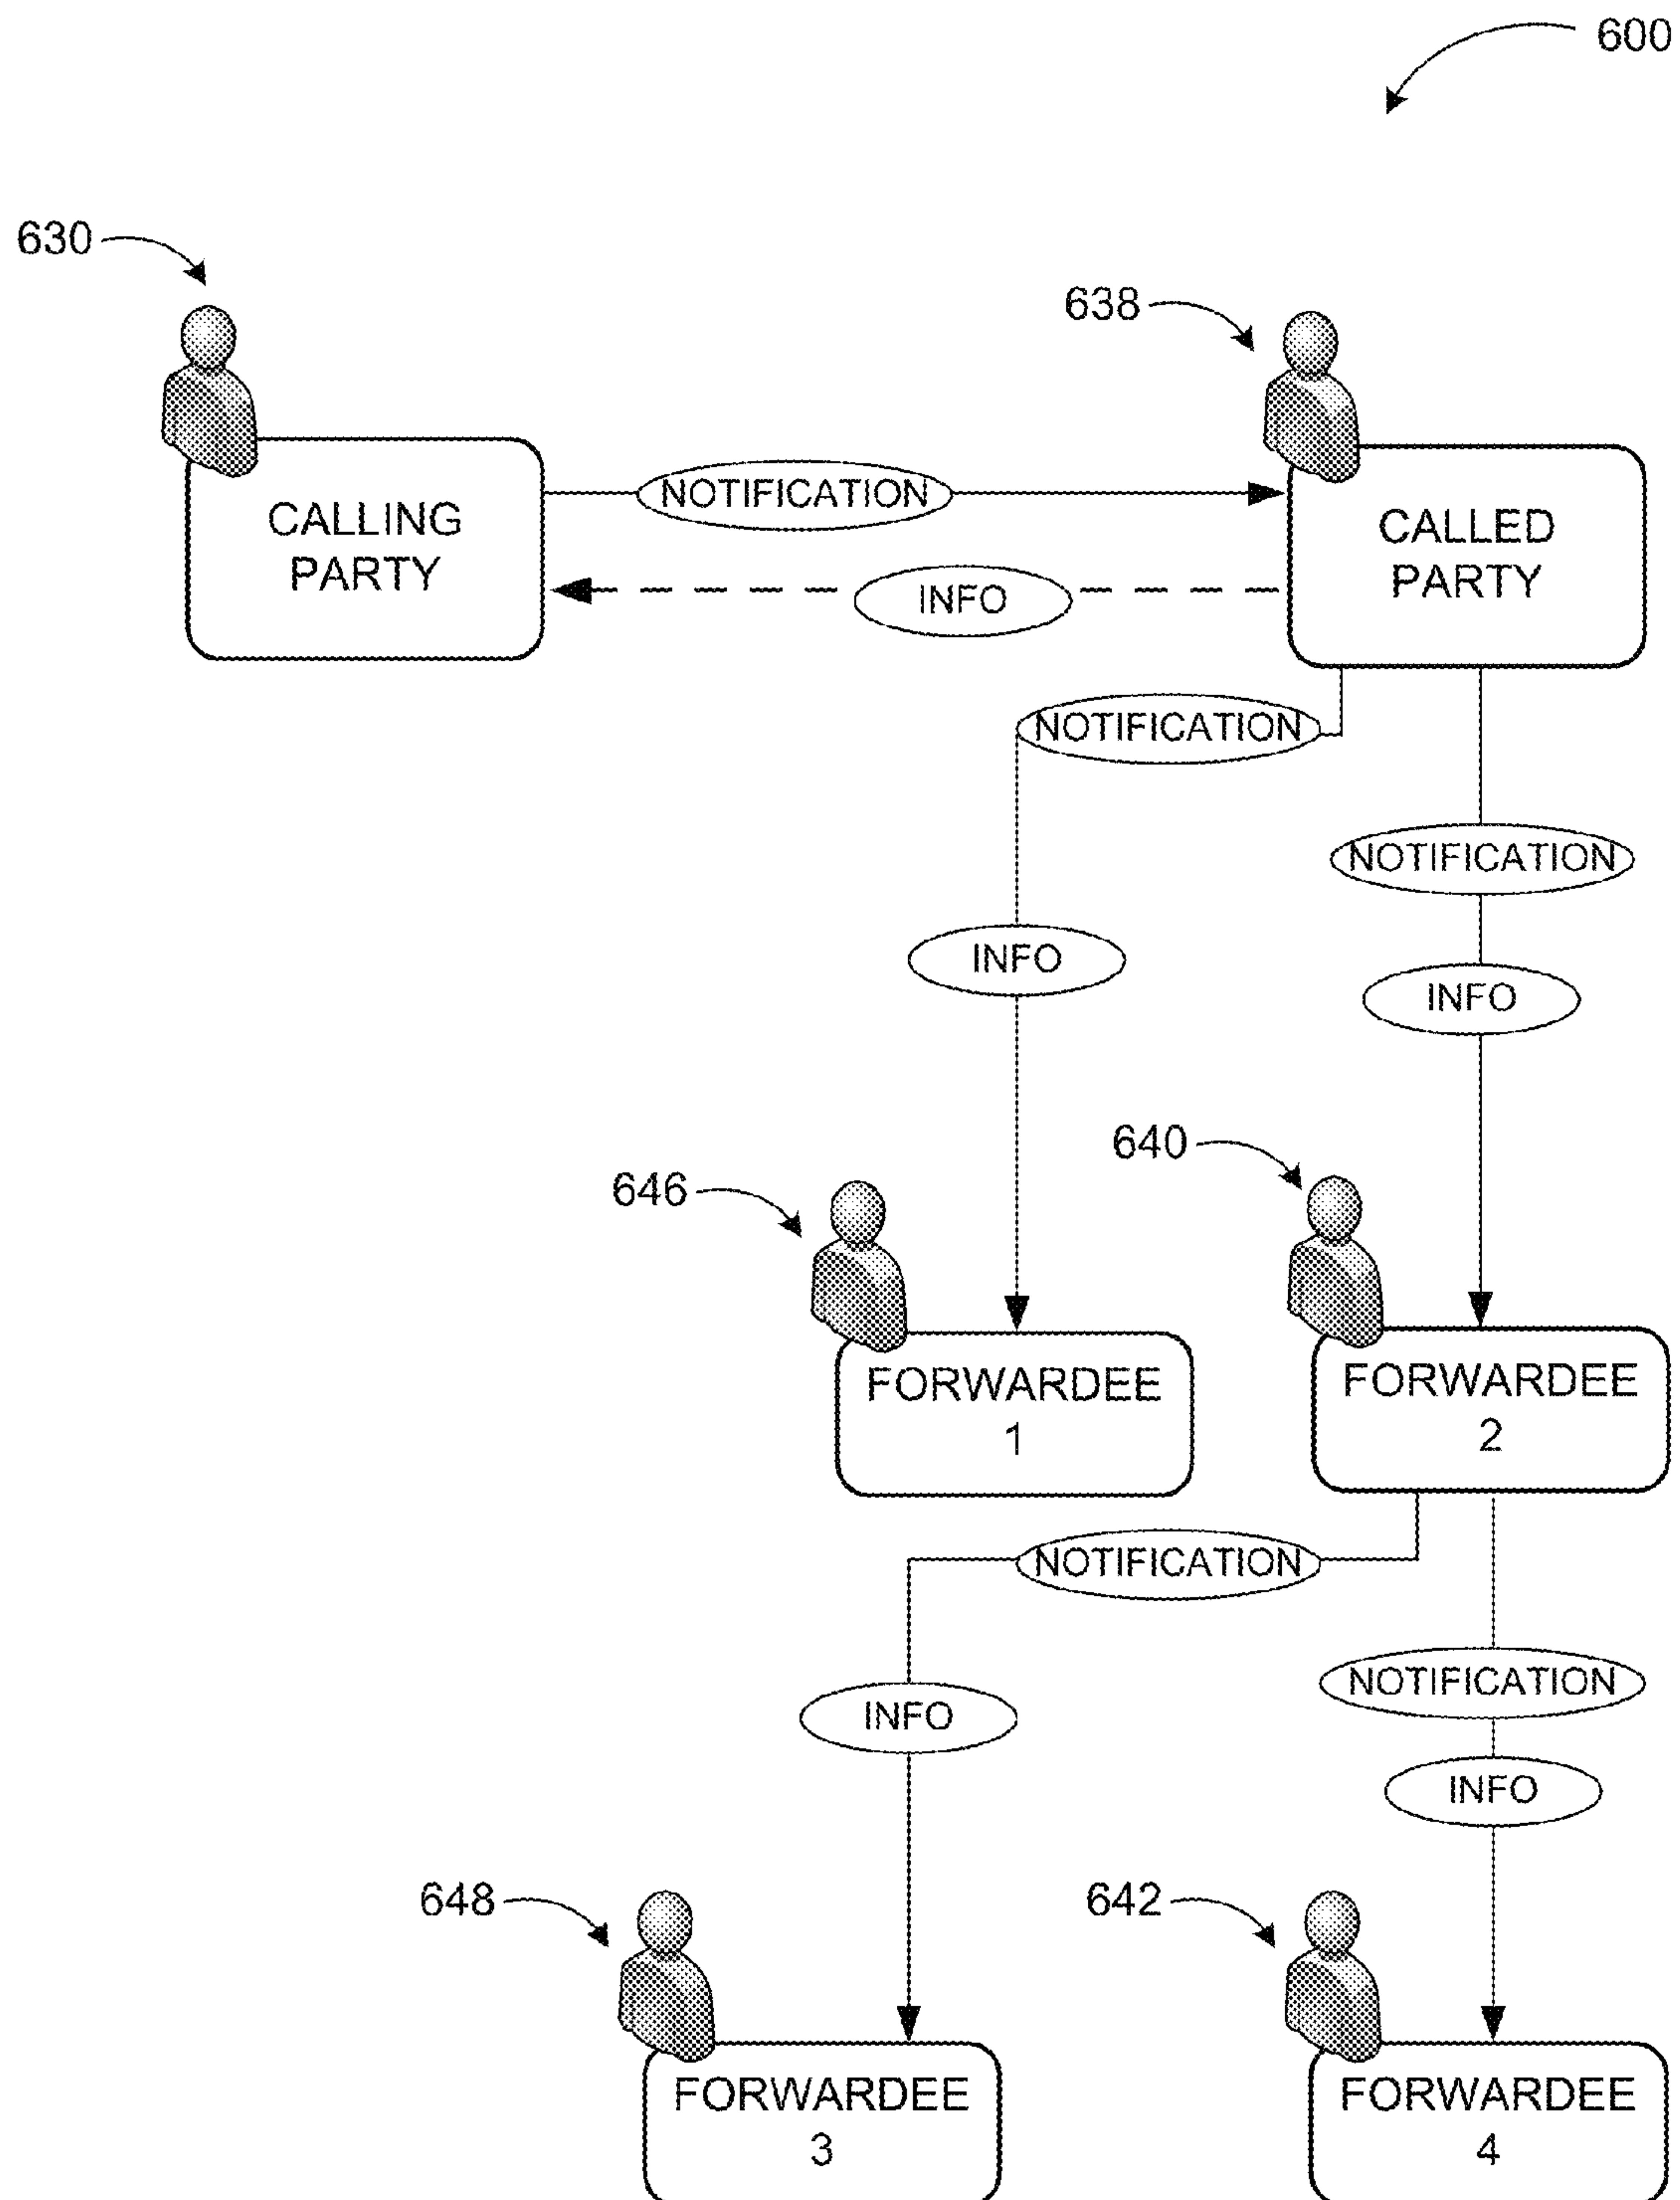 600
630
638
CALLING
PARTY
NOTIFICATION
CALLED
PARTY
INFO
NOTIFICATION
NOTIFICATION
INFO
INFO
640
646
FORWARDEE
1
FORWARDEE
2
NOTIFICATION
NOTIFICATION
INFO
INFO
648
642
FORWARDEE
3
FORWARDEE
4